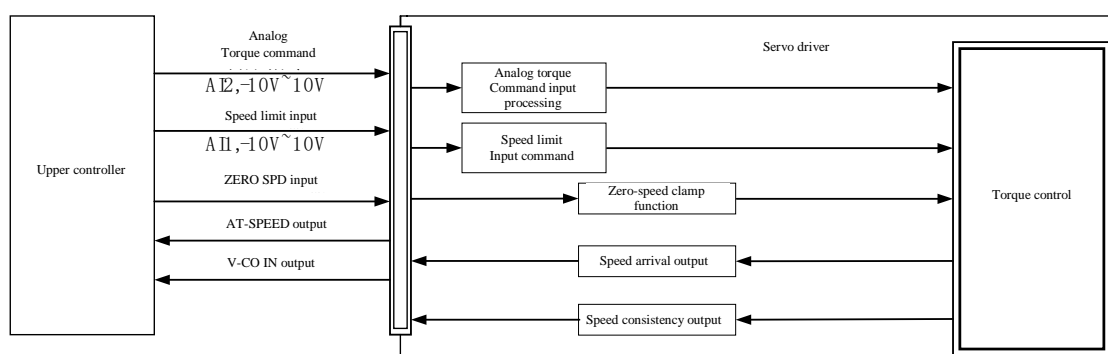 Analog
Torque command
AI2,-10V~10V
Speed limit input
AI1,-10V~10V
Upper controller
ZERO SPD input
AT-SPEED output
V-CO IN output
Servo driver
Analog torque
Command input
processing
Speed limit
Input command
Zero-speed clamp
function
Speed arrival output
Speed consistency output
Torque control